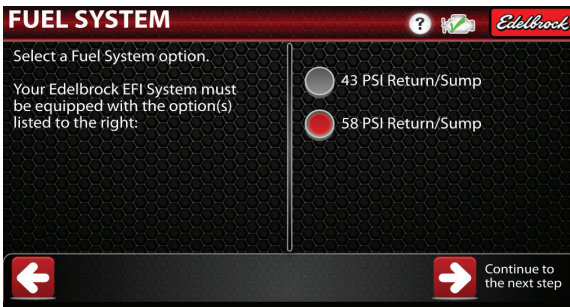 FUEL SYSTEM
?
Edelbrock
Select a Fuel System option.
Your Edelbrock EFI System must
be equipped with the option(s)
listed to the right:
43 PSI Return/Sump
58 PSI Return/Sump
Continue to
the next step